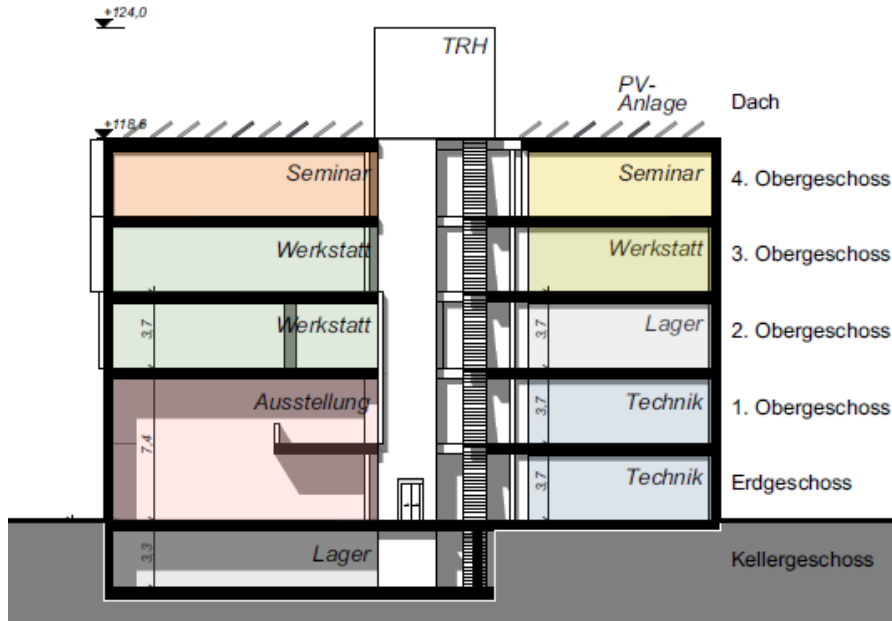 +124,0
TRH
PV-
Anlage
Dach
+118,6
Seminar
Seminar
4. Obergeschoss
Werkstatt
Werkstatt
3. Obergeschoss
3,7
Werkstatt
3,7
Lager
2. Obergeschoss
Ausstellung
3,7
Technik
1. Obergeschoss
7,4
3,7
Technik
Erdgeschoss
3,3
Lager
Kellergeschoss